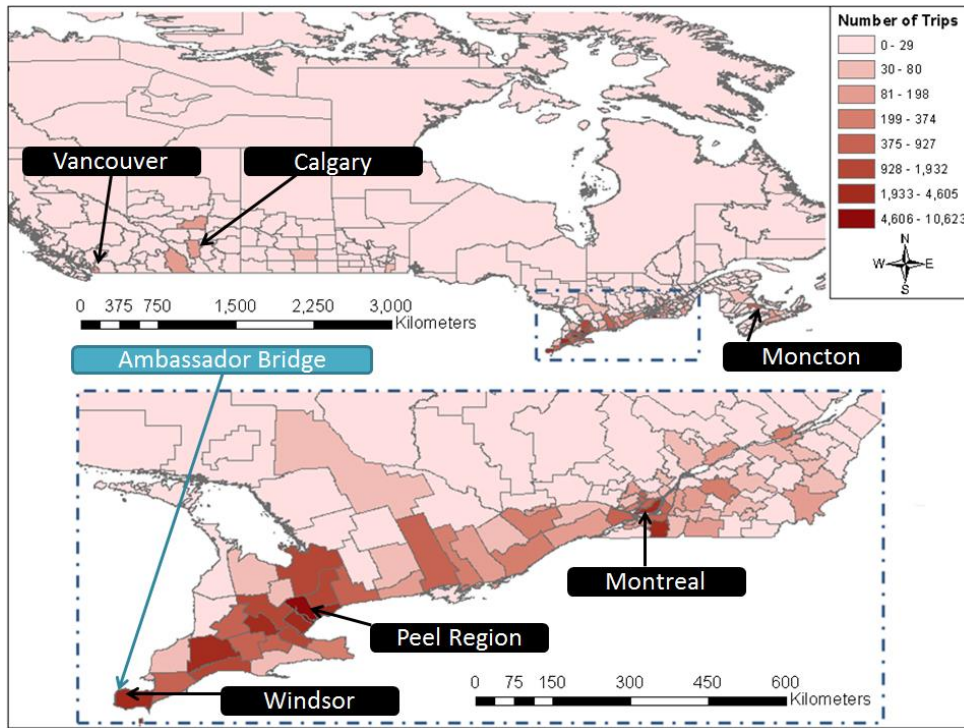 Number of Trips
0 - 29
30 - 80
81 - 198
199 - 374
375 - 927
928 - 1,932
1,933 - 4,605
4,606 - 10,623
N
W E
S
Vancouver
Calgary
0 375 750 1,500 2,250 3,000
Kilometers
Ambassador Bridge
Moncton
Montreal
Peel Region
Windsor
0 75 150 300 450 600
Kilometers